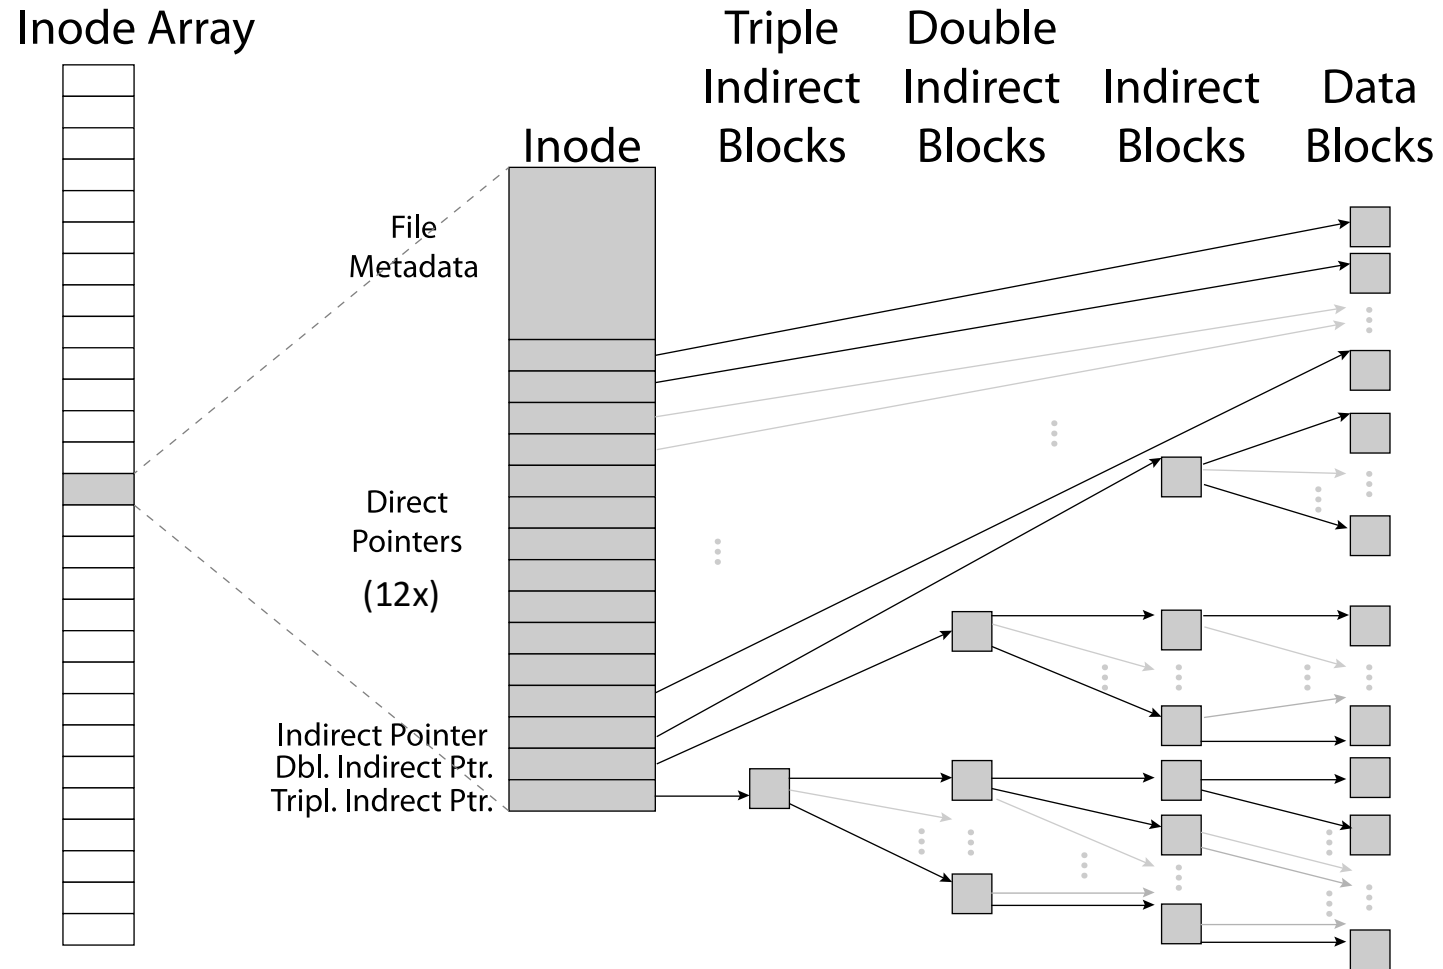 Inode Array
Triple
Indirect
Blocks
Double
Indirect
Blocks
Indirect
Blocks
Data
Blocks
Inode
File
Metadata
Direct
Pointers
(12x)
Indirect Pointer
Dbl. Indirect Ptr.
Tripl. Indirect Ptr.